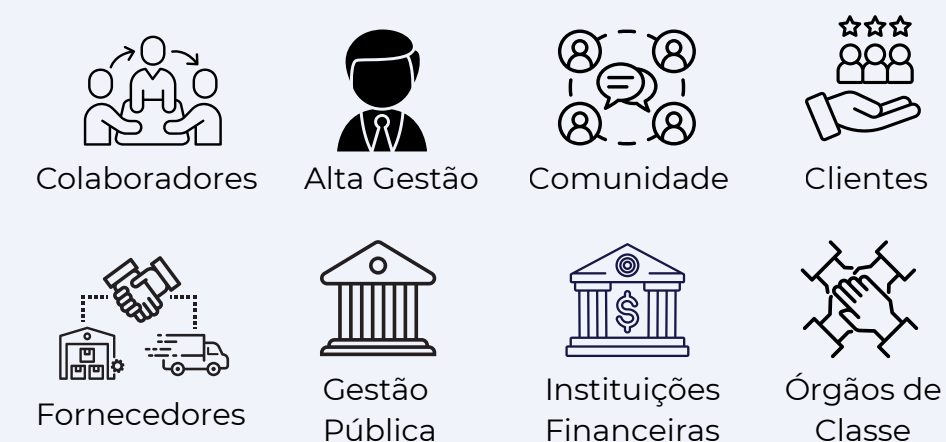 Colaboradores
Alta Gestão
Comunidade
Clientes
Fornecedores
Gestão
Pública
Instituições
Financeiras
Órgãos de
Classe